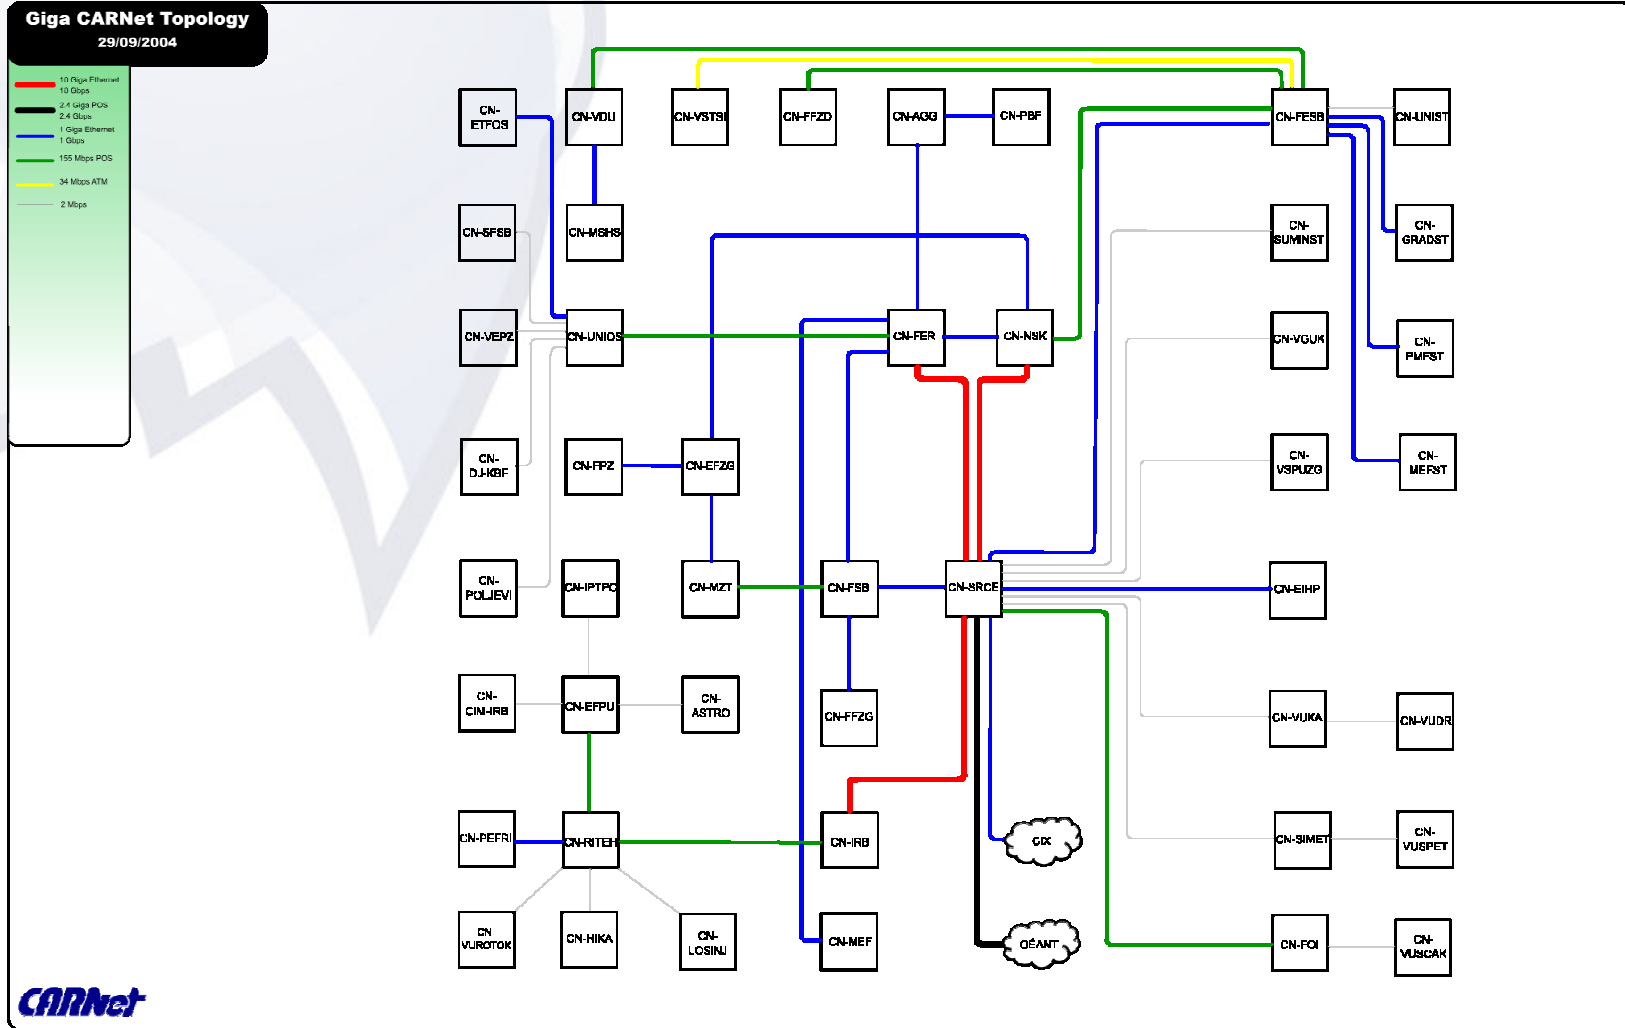 Giga CARNet Topology
29/09/2004
10 Giga Ethernet
10 Gbps
2.4 Giga POS
2.4 Gbps
1 Giga Ethernet
1 Gbps
155 Mbps POS
34 Mbps ATM
2 Mbps
CN-
ETFOS
CN-VDU
CN-VSTSI
CN-FFZD
CN-AGG
CN-PBF
CN-FESB
CN-UNIST
CN-SFSB
CN-MSHS
CN-
SUMINST
CN-
GRADST
CN-VEPZ
CN-UNIOS
CN-FER
CN-NSK
CN-VGUK
CN-
PMFST
CN-
DJ-KBF
CN-FPZ
CN-EFZG
CN-
VSPUZG
CN-
MEFST
CN-
POLJEVI
CN-IPTPO
CN-MZT
CN-FSB
CN-SRCE
CN-EIHP
CN-
CIM-IRB
CN-EFPU
CN-
ASTRO
CN-FFZG
CN-VUKA
CN-VUDR
CN-PEFRI
CN-RITEH
CN-IRB
CIX
CN-SIMET
CN-
VUSPET
CN
VUROTOK
CN-HIKA
CN-
LOSINJ
CN-MEF
GÉANT
CN-FOI
CN-
VUSCAK
CARNet